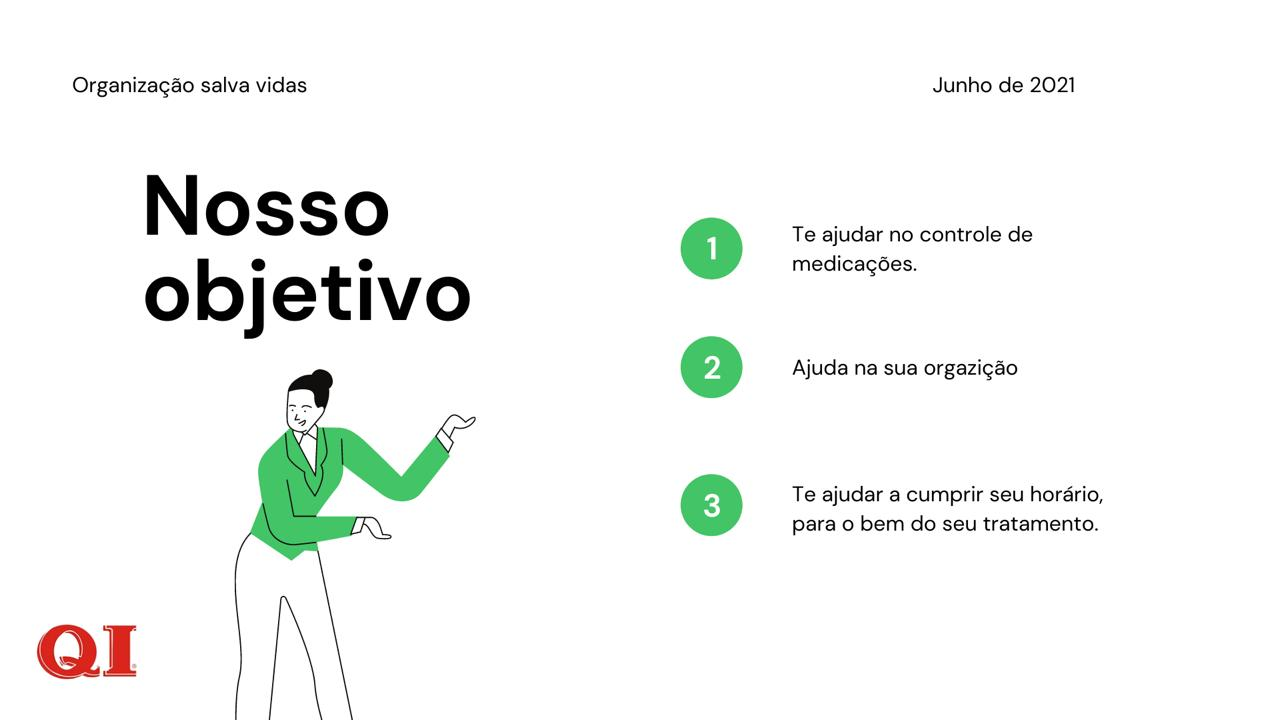 Organização salva vidas
Junho de 2021
Nosso
objetivo
1
Te ajudar no controle de
medicações.
2
Ajuda na sua orgazição
3
Te ajudar a cumprir seu horário,
para o bem do seu tratamento.
QI